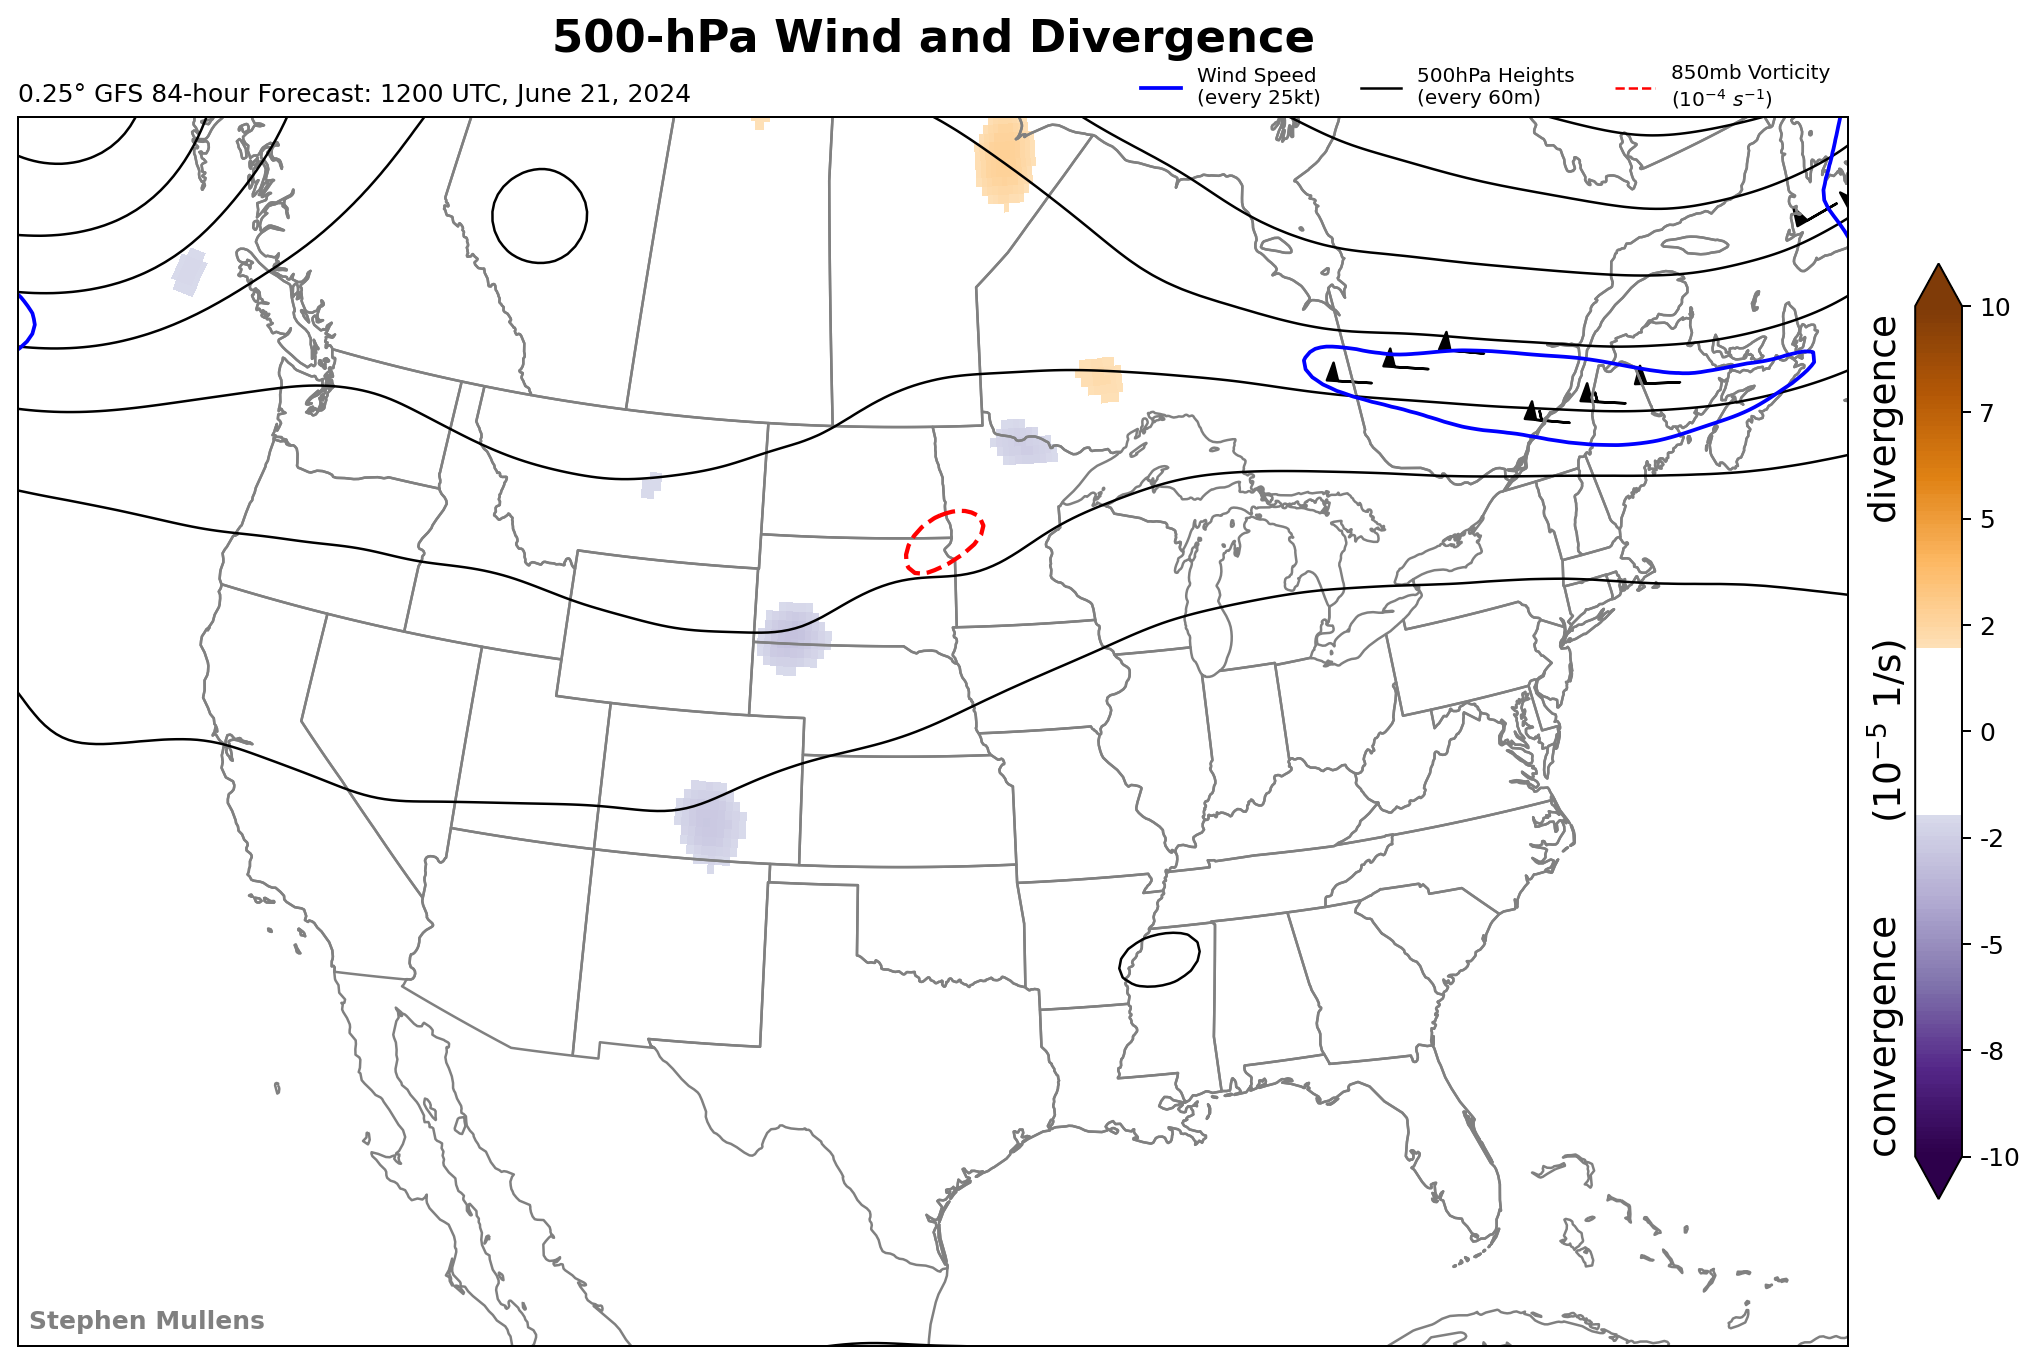 500-hPa Wind and Divergence
0.25° GFS 84-hour Forecast: 1200 UTC, June 21, 2024
Wind Speed
(every 25kt)
500hPa Heights
(every 60m)
850mb Vorticity
(10⁻⁴ s⁻¹)
10
7
5
2
0
-2
-5
-8
-10
divergence
(10⁻⁵ 1/s)
convergence
Stephen Mullens